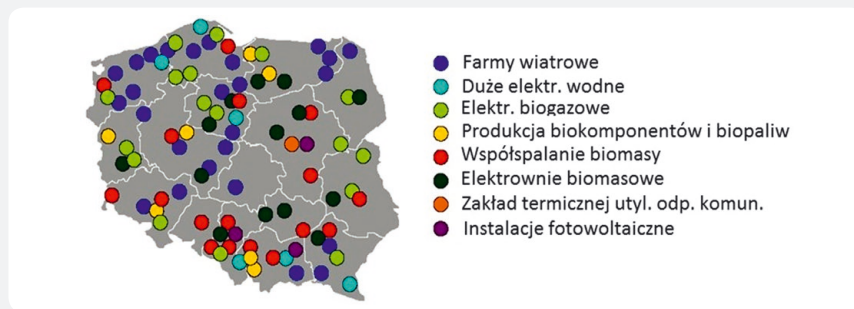 Farmy wiatrowe
Duże elektr. wodne
Elektr. biogazowe
Produkcja biokomponentów i biopaliw
Współspalanie biomasy
Elektrownie biomasowe
Zakład termicznej utyl. odp. komun.
Instalacje fotowoltaiczne